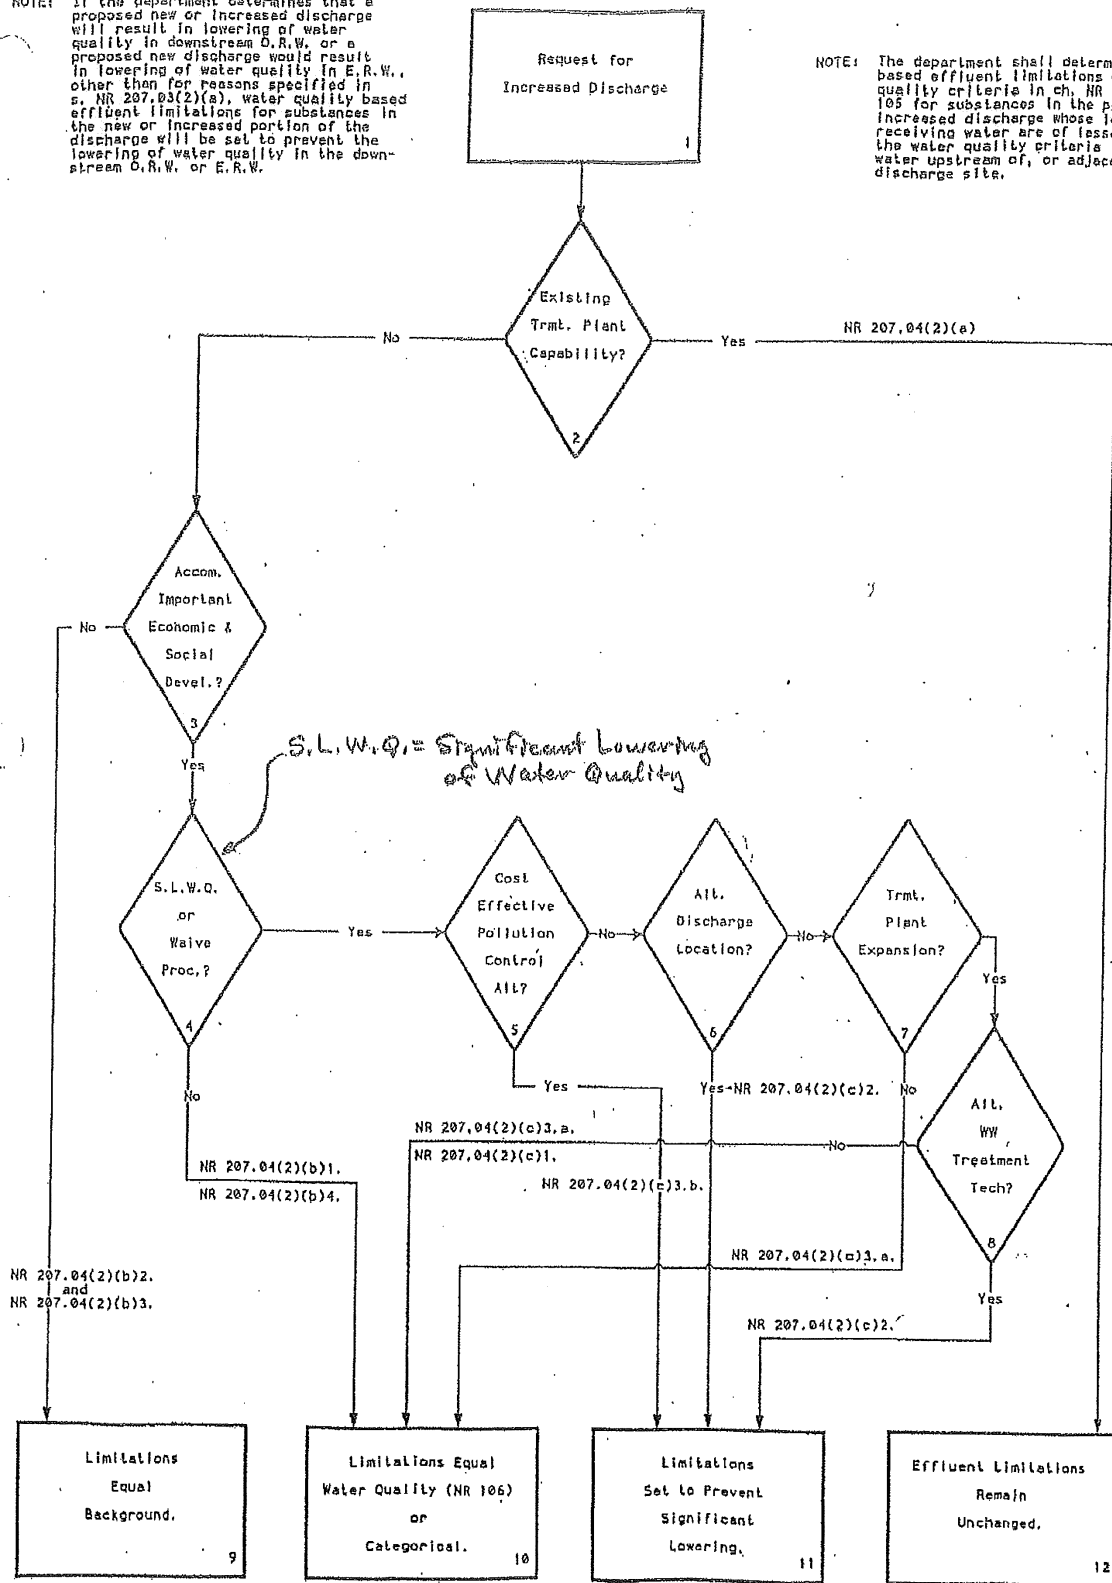 NOTE: If the department determines that a
proposed new or increased discharge
will result in lowering of water
quality in downstream O.R.W. or a
proposed new discharge would result
in lowering of water quality in E.R.W.,
other than for reasons specified in
s. NR 207.03(2)(a), water quality based
effluent limitations for substances in
the new or increased portion of the
discharge will be set to prevent the
lowering of water quality in the down-
stream O.R.W. or E.R.W.
Request for
Increased Discharge
1
NOTE: The department shall
based effluent limitations
quality criteria in ch. NR
105 for substances in the
increased discharge whose
receiving water are of
the water quality criteria
water upstream of, or
discharge site.
Existing
Trmt. Plant
Capability?
2
No
Yes
NR 207.04(2)(a)
Accom.
Important
Economic &
Social
Devel.?
3
No
Yes
S.L.W.Q. = Significant Lowering
of Water Quality
S.L.W.Q.
or
Waive
Proc.?
4
Yes
Cost
Effective
Pollution
Control
Alt?
5
No
Alt.
Discharge
Location?
6
No
Trmt.
Plant
Expansion?
7
Yes
No
Yes
Yes NR 207.04(2)(c)2.
No
Alt.
WW
Treatment
Tech?
8
NR 207.04(2)(c)3.a.
No
NR 207.04(2)(c)1.
NR 207.04(2)(b)1.
NR 207.04(2)(b)4.
NR 207.04(2)(c)3.b.
NR 207.04(2)(c)3.a.
Yes
NR 207.04(2)(b)2.
and
NR 207.04(2)(b)3.
NR 207.04(2)(c)2.
Limitations
Equal
Background.
9
Limitations Equal
Water Quality (NR 106)
or
Categorical.
10
Limitations
Set to Prevent
Significant
Lowering.
11
Effluent Limitations
Remain
Unchanged.
12